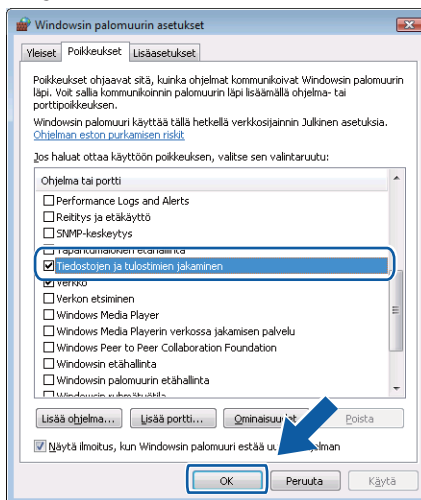 Windowsin palomuurin asetukset
Yleiset Poikkeukset Lisäasetukset
Poikkeukset ohjaavat sitä, kuinka ohjelmat kommunikoivat Windowsin palomuurin
läpi. Voit sallia kommunikoinnin palomuurin läpi lisäämällä ohjelma- tai
porttipoikkeuksen.
Windowsin palomuuri käyttää tällä hetkellä verkkosijainnin Julkinen asetuksia.
Ohjelman eston purkamisen riskit
Jos haluat ottaa käyttöön poikkeuksen, valitse sen valintaruutu:
Ohjelma tai portti
Performance Logs and Alerts
Reititys ja etäkäyttö
SNMP-keskeytys
Tapahtumalokien etähallinta
Tiedostojen ja tulostimien jakaminen
Verkko
Verkon etsiminen
Windows Media Player
Windows Media Playerin verkossa jakamisen palvelu
Windows Peer to Peer Collaboration Foundation
Windowsin etähallinta
Windowsin palomuurin etähallinta
Windowsin ryhmätyötila
Lisää ohjelma... Lisää portti... Poista
Näytä ilmoitus, kun Windowsin palomuuri estää
OK Peruuta Käytä